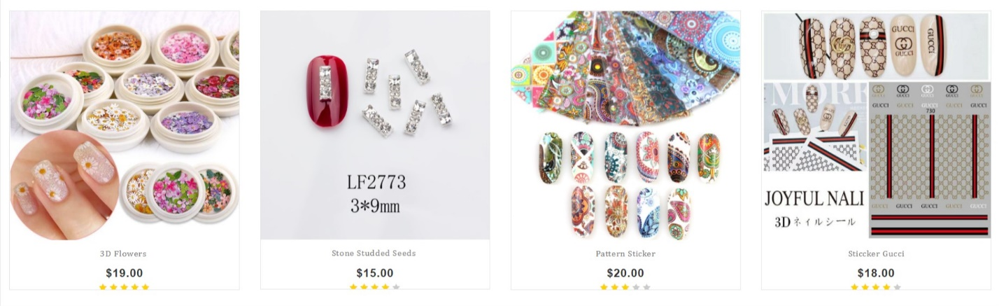 3D Flowers
$19.00
LF2773
3*9mm
Stone Studded Seeds
$15.00
Pattern Sticker
$20.00
GUCCI
GUCCI
GUCCI
MORE
GUCCI GUCCI GUCCI GUCCI GUCCI
730
JOYFUL NALI
3Dネイルシール
GUCCI GUCCI GUCCI GUCCI GUCCI
Sticcker Gucci
$18.00